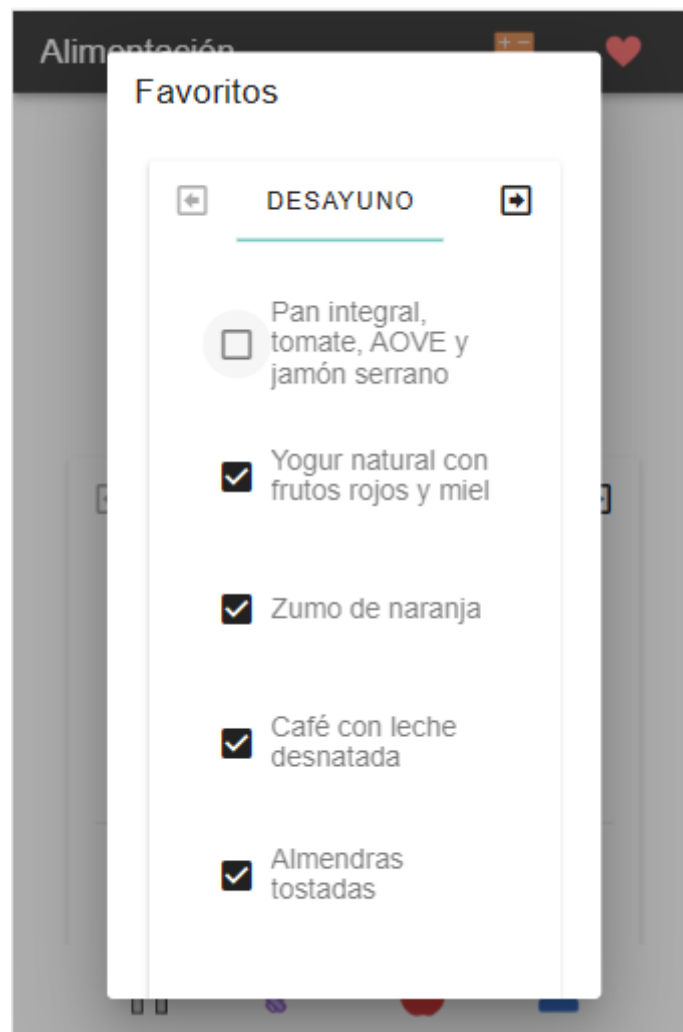 Alimentación
Favoritos
DESAYUNO
Pan integral,
tomate, AOVE y
jamón serrano
Yogur natural con
frutos rojos y miel
Zumo de naranja
Café con leche
desnatada
Almendras
tostadas